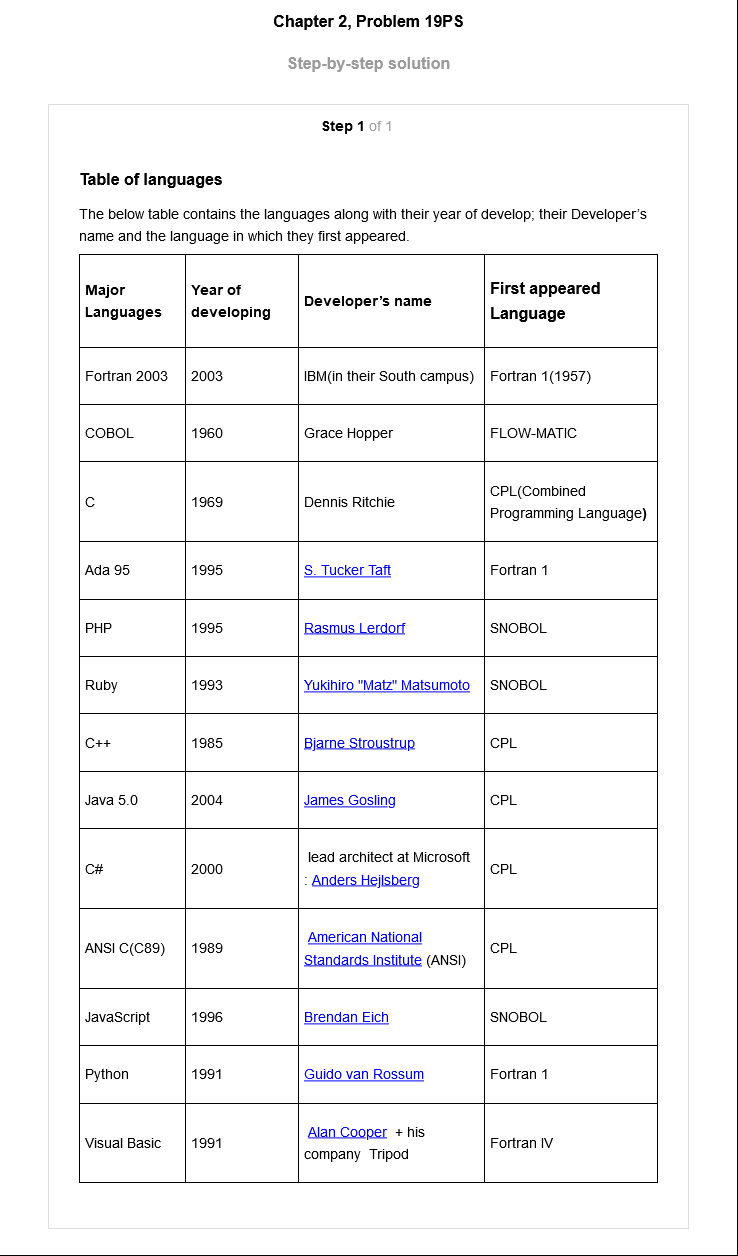 Chapter 2, Problem 19PS
Step-by-step solution
Step 1 of 1
Table of languages
The below table contains the languages along with their year of develop; their Developer's
name and the language in which they first appeared.
Major
Languages
Year of
developing
Developer's name
First appeared
Language
Fortran 2003
2003
IBM(in their South campus)
Fortran 1(1957)
COBOL
1960
Grace Hopper
FLOW-MATIC
C
1969
Dennis Ritchie
CPL(Combined
Programming Language)
Ada 95
1995
S. Tucker Taft
Fortran 1
PHP
1995
Rasmus Lerdorf
SNOBOL
Ruby
1993
Yukihiro "Matz" Matsumoto
SNOBOL
C++
1985
Bjarne Stroustrup
CPL
Java 5.0
2004
James Gosling
CPL
C#
2000
lead architect at Microsoft
: Anders Hejlsberg
CPL
ANSI C(C89)
1989
American National
Standards Institute (ANSI)
CPL
JavaScript
1996
Brendan Eich
SNOBOL
Python
1991
Guido van Rossum
Fortran 1
Visual Basic
1991
Alan Cooper + his
company Tripod
Fortran IV